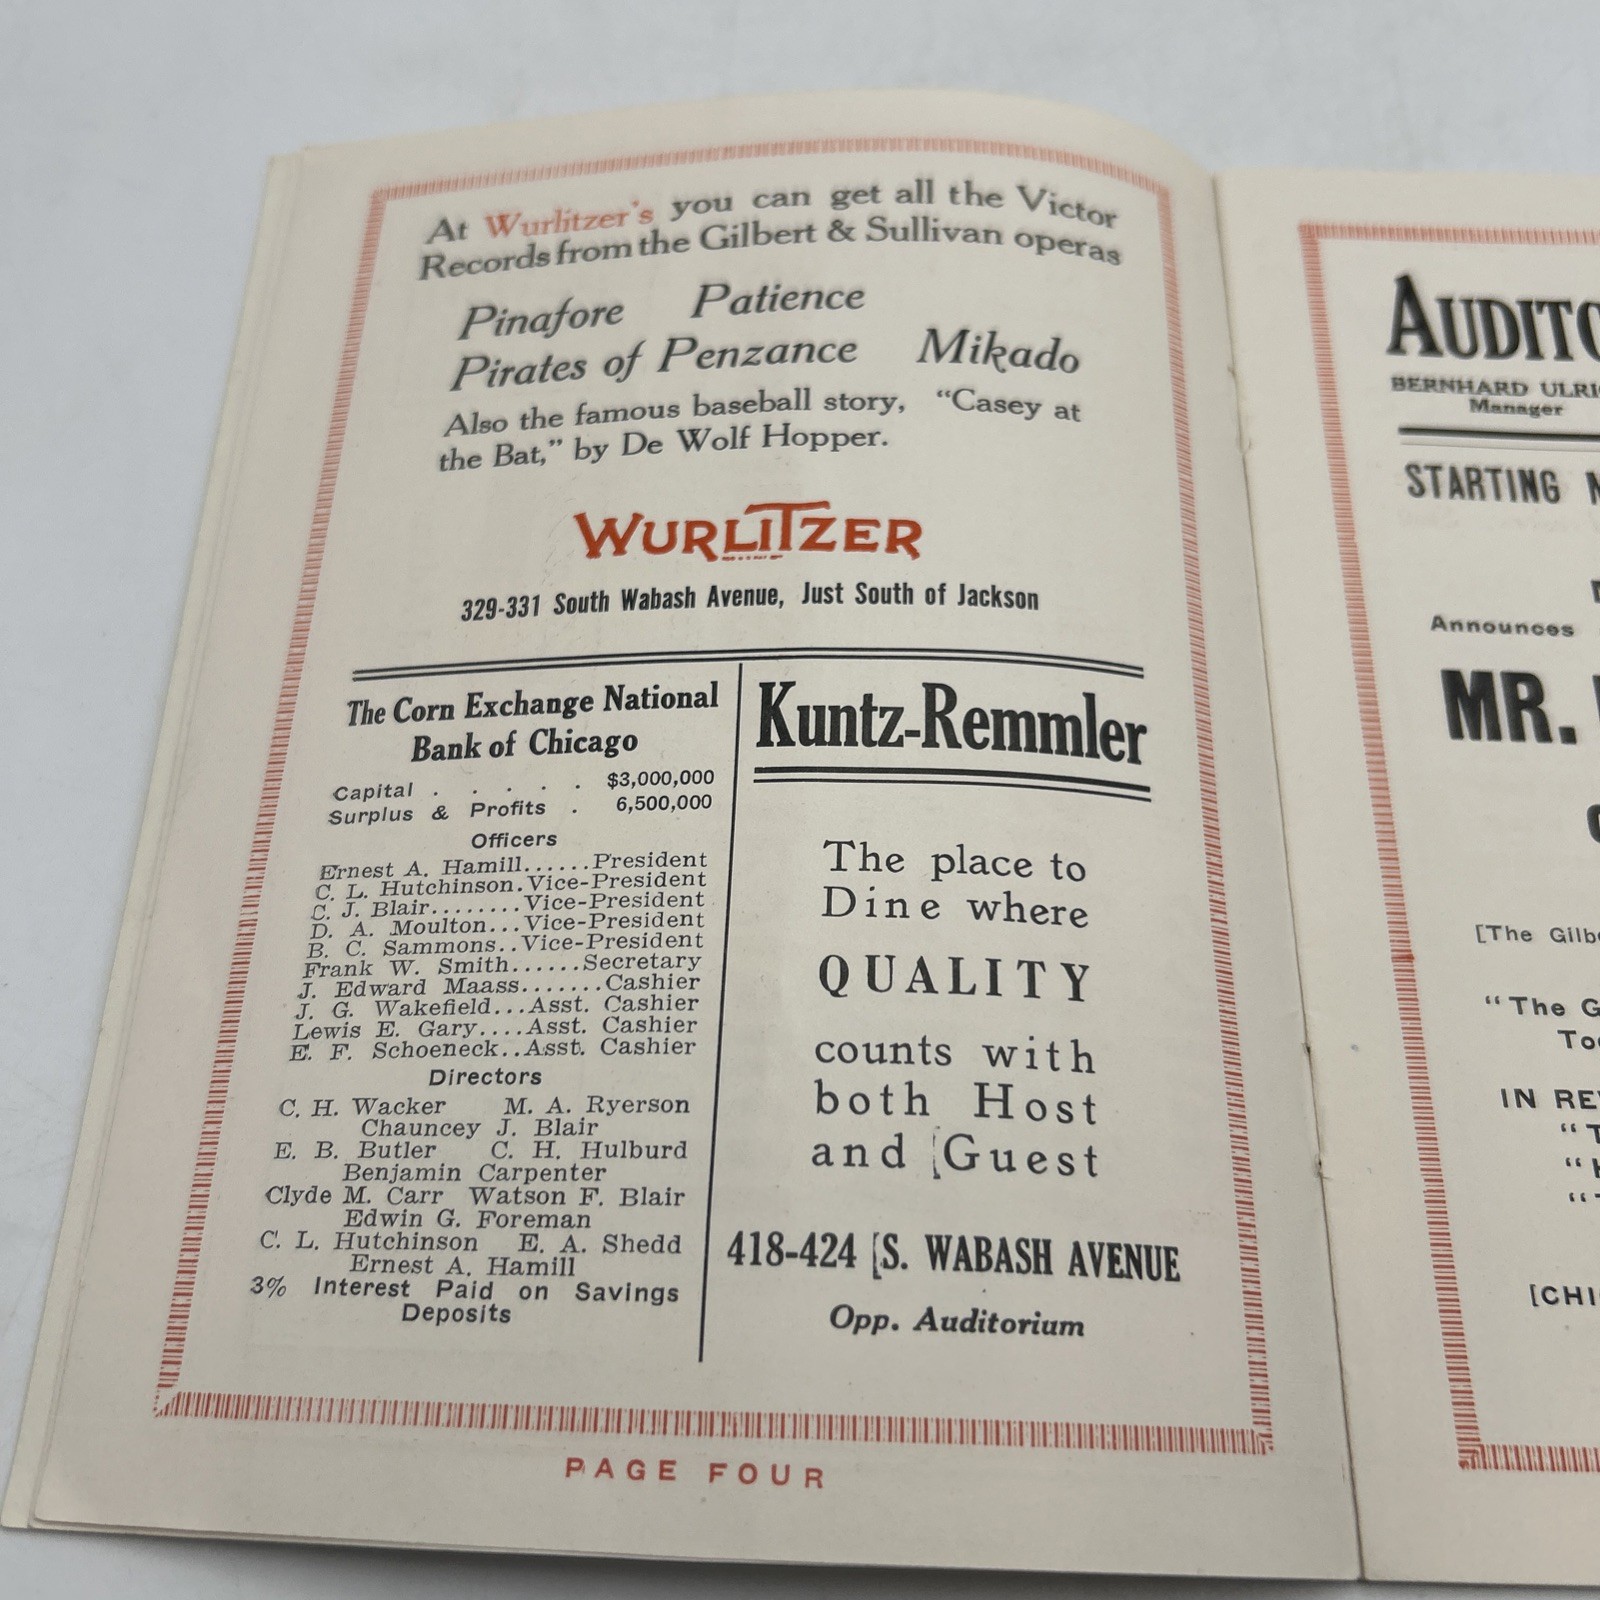 At Wurlitzer's you can get all the Victor
Records from the Gilbert & Sullivan operas
Pinafore Patience
Pirates of Penzance Mikado
Also the famous baseball story, "Casey at
the Bat," by De Wolf Hopper.
WURLITZER
329-331 South Wabash Avenue, Just South of Jackson
The Corn Exchange National
Bank of Chicago
Capital . . . . . $3,000,000
Surplus & Profits . 6,500,000
Officers
Ernest A. Hamill......President
C. L. Hutchinson.Vice-President
C. J. Blair........Vice-President
D. A. Moulton...Vice-President
B. C. Sammons..Vice-President
Frank W. Smith......Secretary
J. Edward Maass.......Cashier
J. G. Wakefield...Asst. Cashier
Lewis E. Gary....Asst. Cashier
E. F. Schoeneck..Asst. Cashier
Directors
C. H. Wacker M. A. Ryerson
Chauncey J. Blair
E. B. Butler C. H. Hulburd
Benjamin Carpenter
Clyde M. Carr Watson F. Blair
Edwin G. Foreman
C. L. Hutchinson E. A. Shedd
Ernest A. Hamill
3% Interest Paid on Savings
Deposits
Kuntz-Remmler
The place to
Dine where
QUALITY
counts with
both Host
and Guest
418-424 S. WABASH AVENUE
Opp. Auditorium
PAGE FOUR
BERNHARD
Manager
STARTING
Announces
MR.
[The
"The
IN